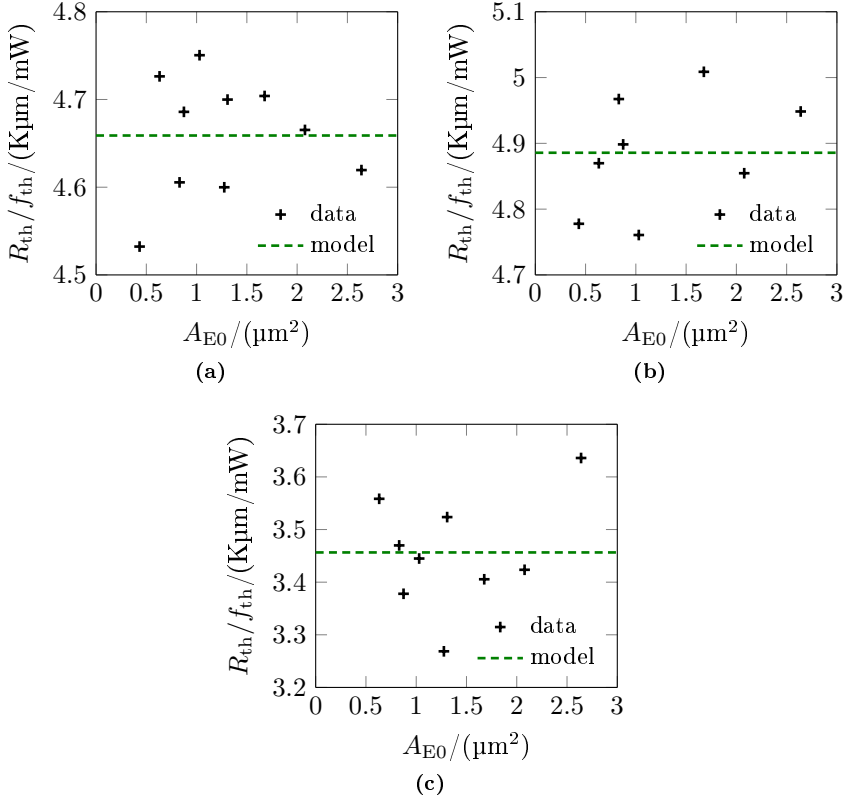 4.8
4.7
4.6
4.5
R_th/f_th/(Kµm/mW)
data
model
0 0.5 1 1.5 2 2.5 3
A_E0/(µm²)
(a)
5.1
5
4.9
4.8
4.7
R_th/f_th/(Kµm/mW)
data
model
0 0.5 1 1.5 2 2.5 3
A_E0/(µm²)
(b)
3.7
3.6
3.5
3.4
3.3
3.2
R_th/f_th/(Kµm/mW)
data
model
0 0.5 1 1.5 2 2.5 3
A_E0/(µm²)
(c)